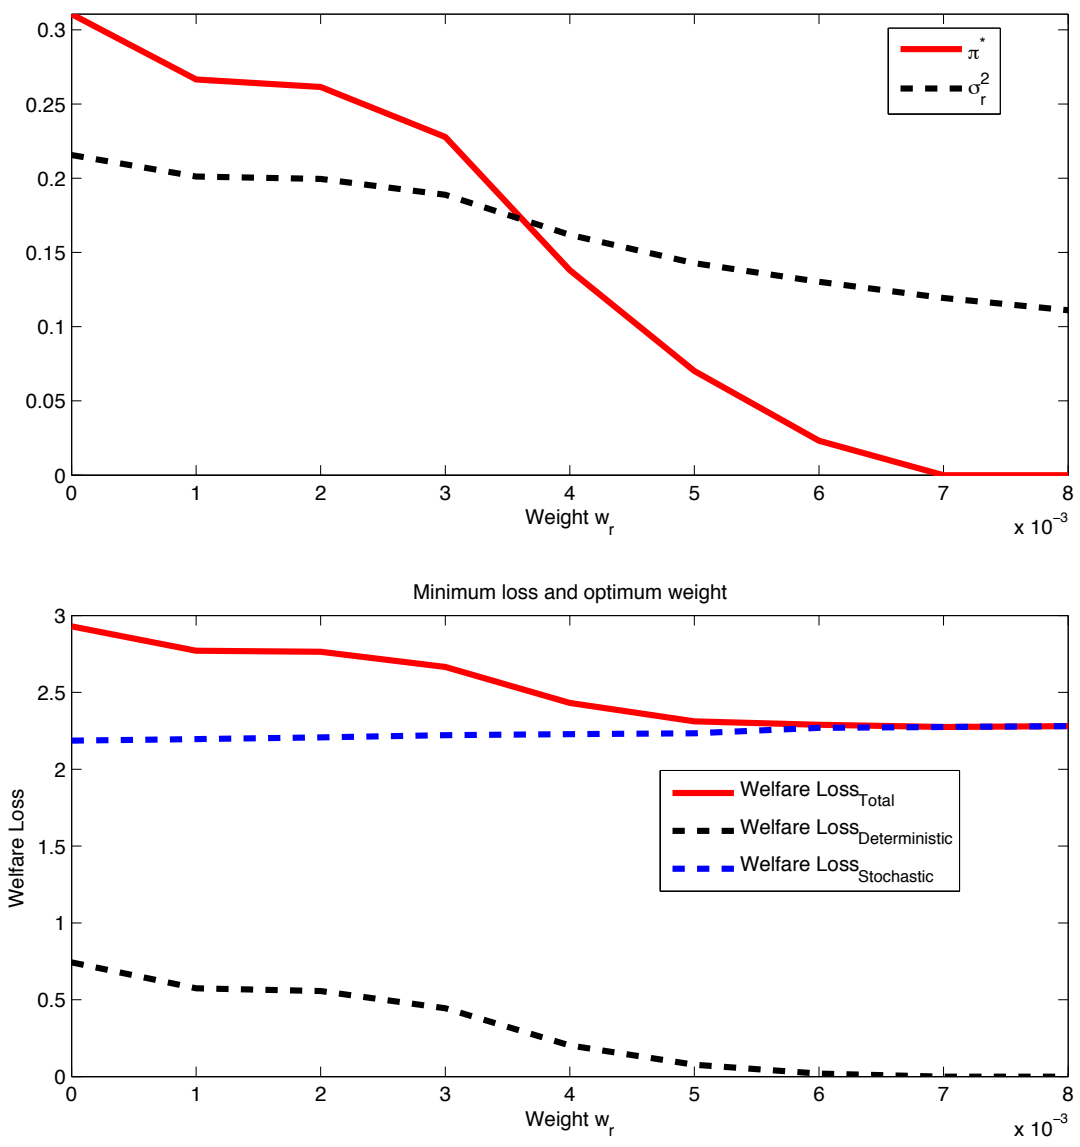 0.3
0.25
0.2
0.15
0.1
0.05
0
π*
σ_r^2
0 1 2 3 4 5 6 7 8
Weight w_r
x 10^−3
Minimum loss and optimum weight
3
2.5
2
1.5
1
0.5
0
Welfare Loss
Welfare Loss_Total
Welfare Loss_Deterministic
Welfare Loss_Stochastic
0 1 2 3 4 5 6 7 8
Weight w_r
x 10^−3